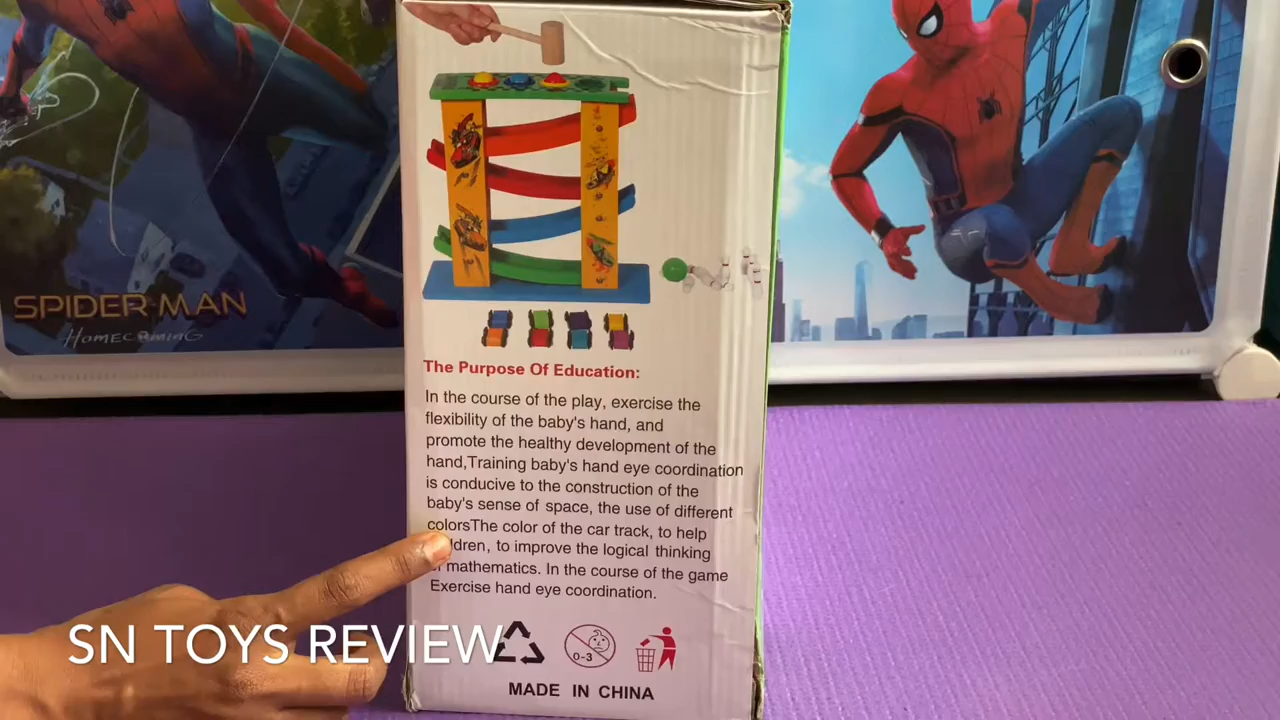 SPIDER-MAN
HOMECOMING
The Purpose Of Education:
In the course of the play, exercise the
flexibility of the baby's hand, and
promote the healthy development of the
hand,Training baby's hand eye coordination
is conducive to the construction of the
baby's sense of space, the use of different
colorsThe color of the car track, to help
to improve the logical thinking
mathematics. In the course of the game
Exercise hand eye coordination.
0-3
MADE IN CHINA
SN TOYS REVIEW